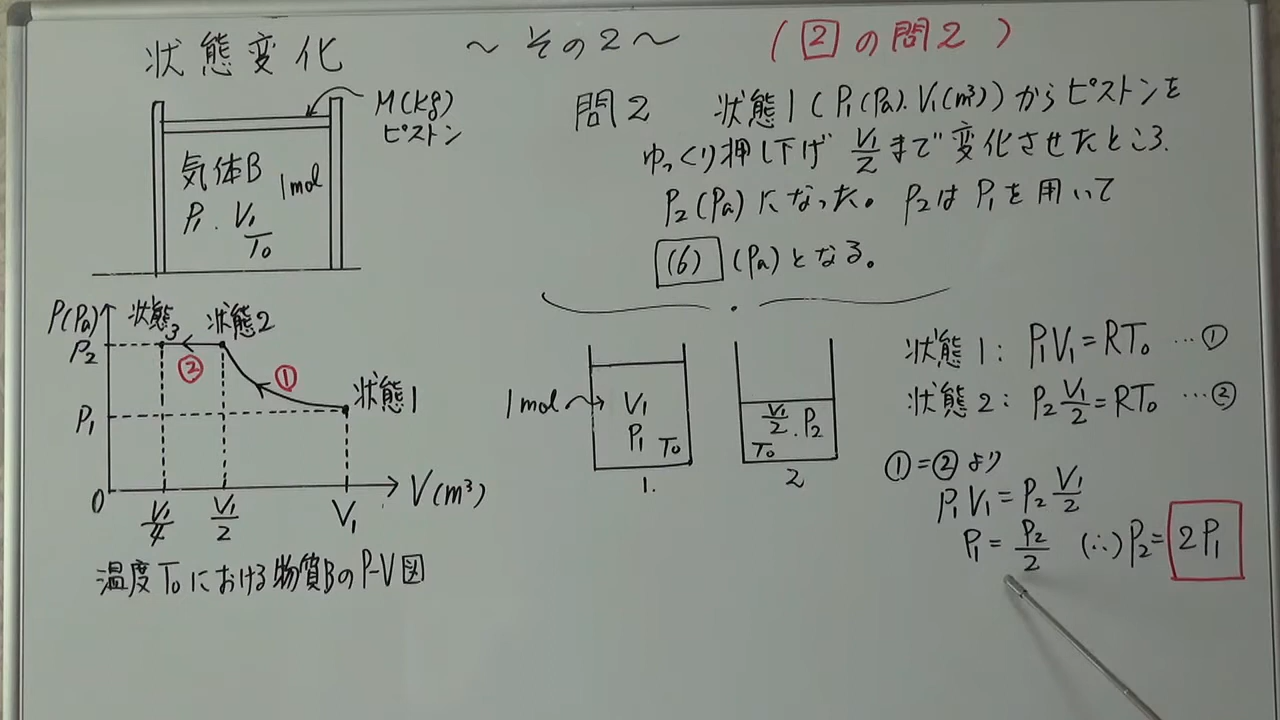 状態変化 ～その2～ (2の問2)
M(kg)
ピストン
気体B 1mol
P₁. V₁
T₀
問2 状態1(P₁(Pa). V₁(m³))からピストンを
ゆっくり押し下げ V₁/2 まで変化させたところ.
P₂(Pa)になった。P₂はP₁を用いて
(6) (Pa)となる。
P(Pa)
状態3
状態2
P₂
②
①
状態1
P₁
0
V₁/4
V₁/2
V₁
V(m³)
温度T₀における物質BのP-V図
1mol
V₁
P₁ T₀
1.
V₁/2 . P₂
T₀
2
状態1: P₁V₁=RT₀ …①
状態2: P₂ V₁/2=RT₀ …②
①=②より
P₁V₁=P₂ V₁/2
P₁= P₂/2 (∴)P₂= 2P₁